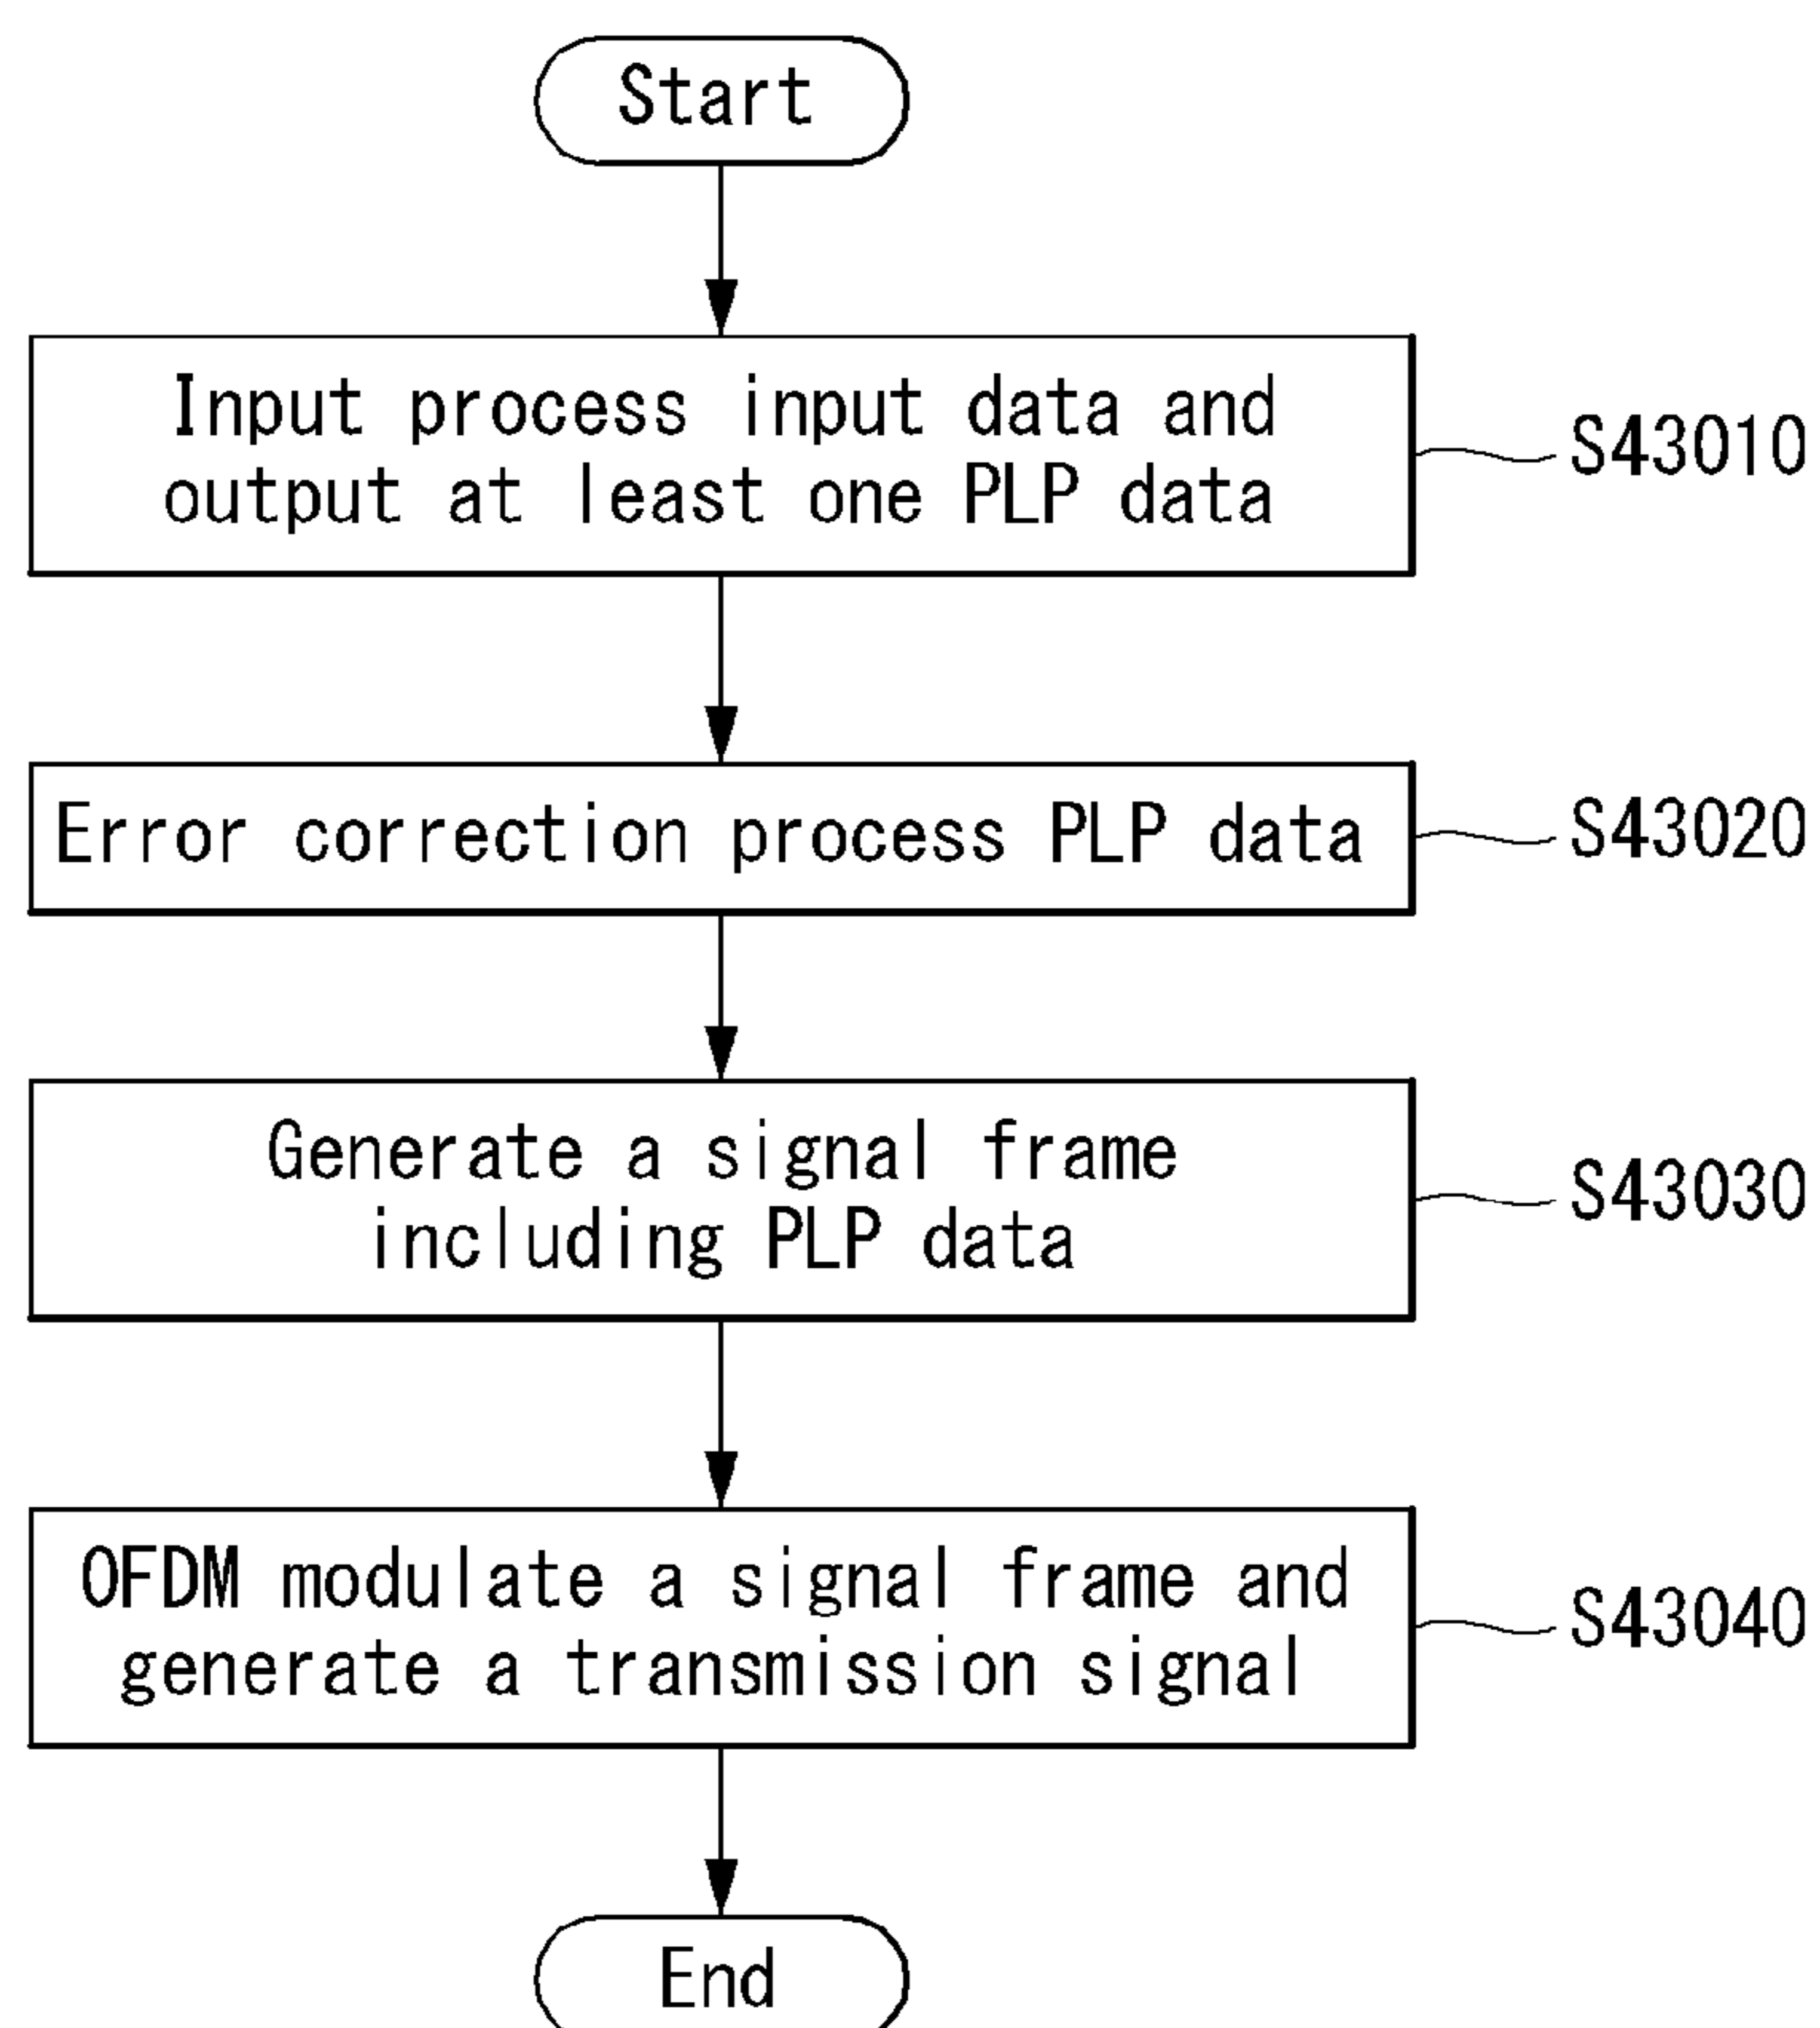 Start
Input process input data and
output at least one PLP data
S43010
Error correction process PLP data
S43020
Generate a signal frame
including PLP data
S43030
OFDM modulate a signal frame and
generate a transmission signal
S43040
End